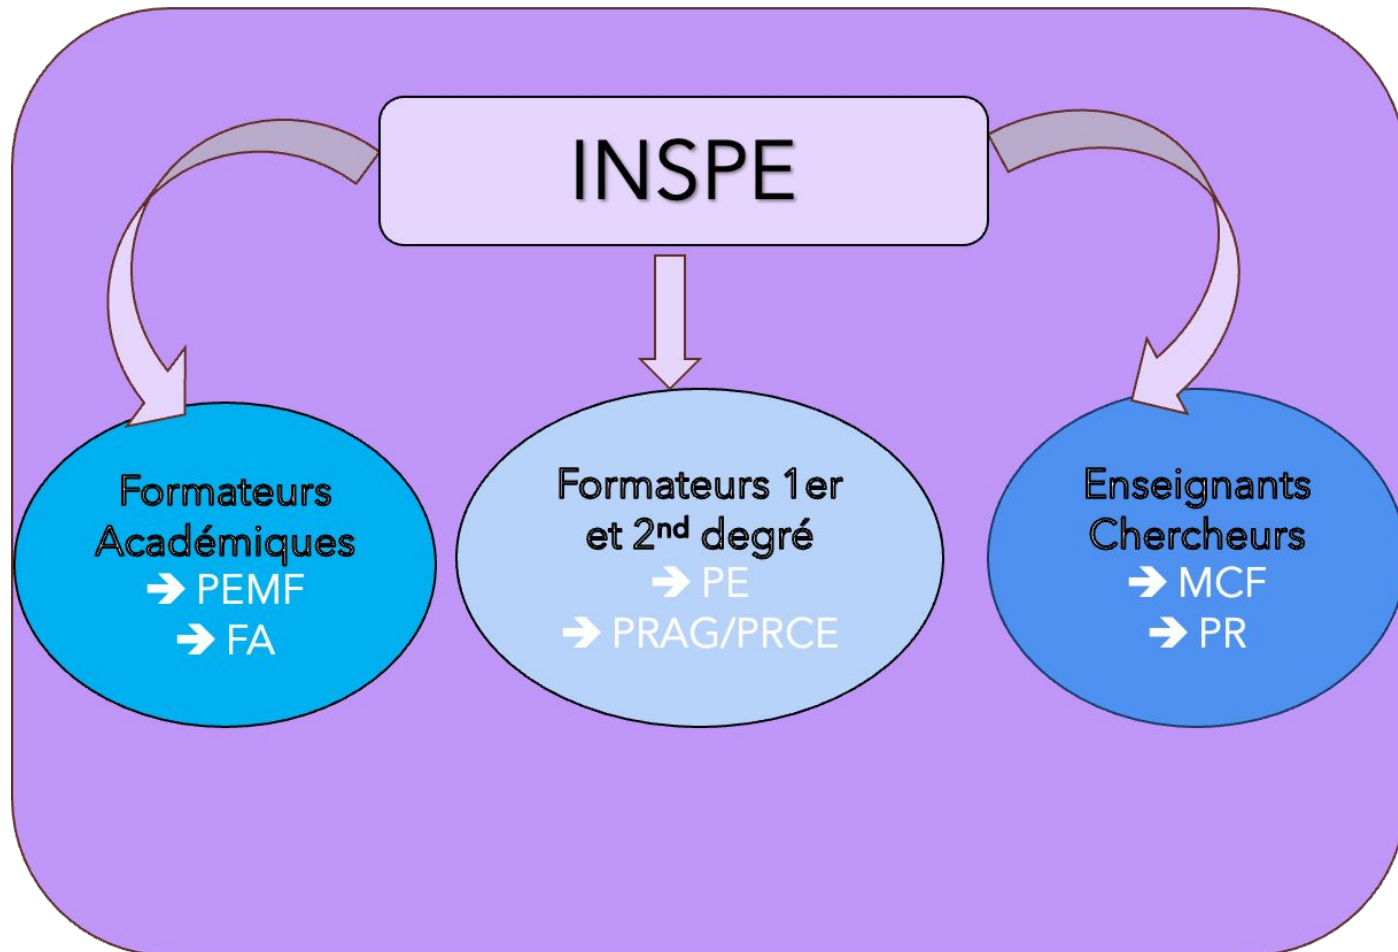 INSPE
Formateurs
Académiques
➔ PEMF
➔ FA
Formateurs 1er
et 2nd degré
➔ PE
➔ PRAG/PRCE
Enseignants
Chercheurs
➔ MCF
➔ PR